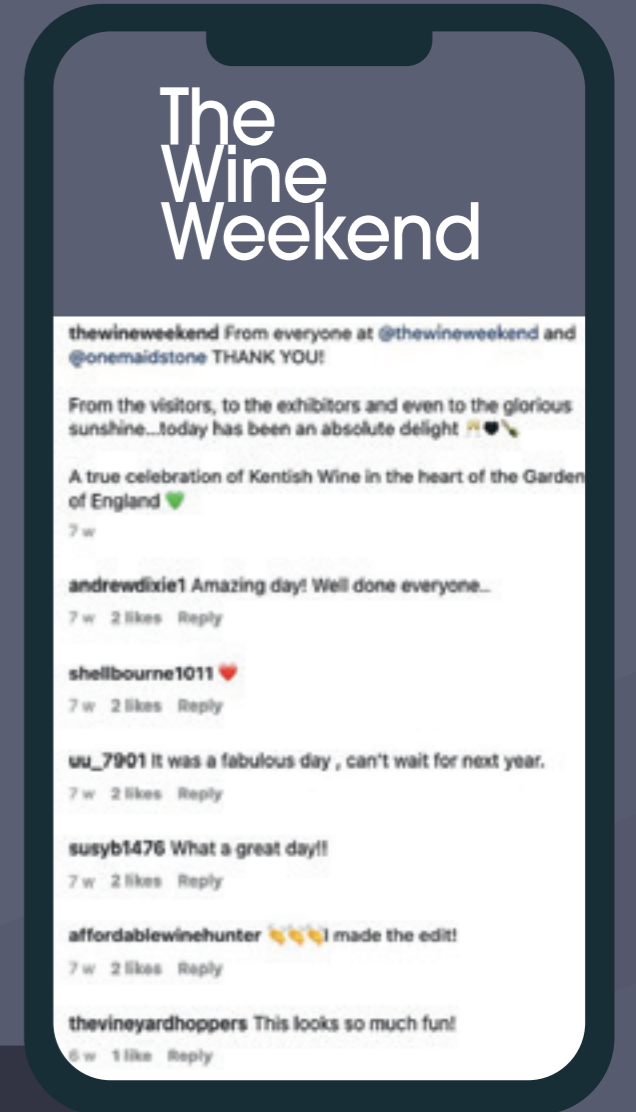 The
Wine
Weekend
thewineweekend From everyone at @thewineweekend and
@onemaidstone THANK YOU!
From the visitors, to the exhibitors and even to the glorious
sunshine...today has been an absolute delight 🥂🖤🍾
A true celebration of Kentish Wine in the heart of the Garden
of England 💚
7 w
andrewdixie1 Amazing day! Well done everyone...
7 w 2 likes Reply
shellbourne1011 ❤️
7 w 2 likes Reply
uu_7901 It was a fabulous day , can't wait for next year.
7 w 2 likes Reply
susyb1476 What a great day!!
7 w 2 likes Reply
affordablewinehunter 👏👏👏I made the edit!
7 w 2 likes Reply
thevineyardhoppers This looks so much fun!
6 w 1 like Reply